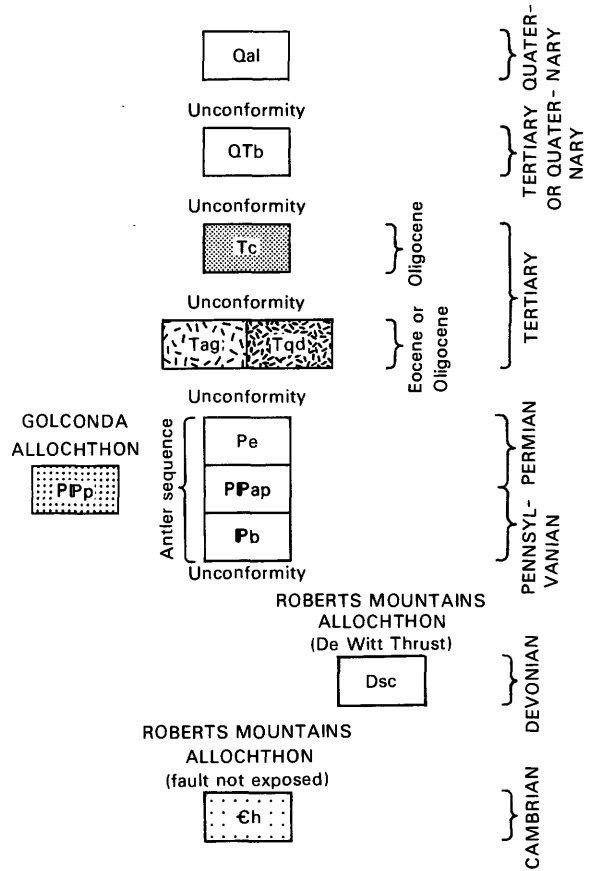 Qal
QUATER-
NARY
Unconformity
QTb
TERTIARY
OR QUATER-
NARY
Unconformity
Tc
Oligocene
TERTIARY
Unconformity
Tag
Tqd
Eocene or
Oligocene
Unconformity
GOLCONDA
ALLOCHTHON
PIPp
Antler sequence
Pe
PIPap
IPb
PERMIAN
PENNSYL-
VANIAN
Unconformity
ROBERTS MOUNTAINS
ALLOCHTHON
(De Witt Thrust)
Dsc
DEVONIAN
ROBERTS MOUNTAINS
ALLOCHTHON
(fault not exposed)
Єh
CAMBRIAN